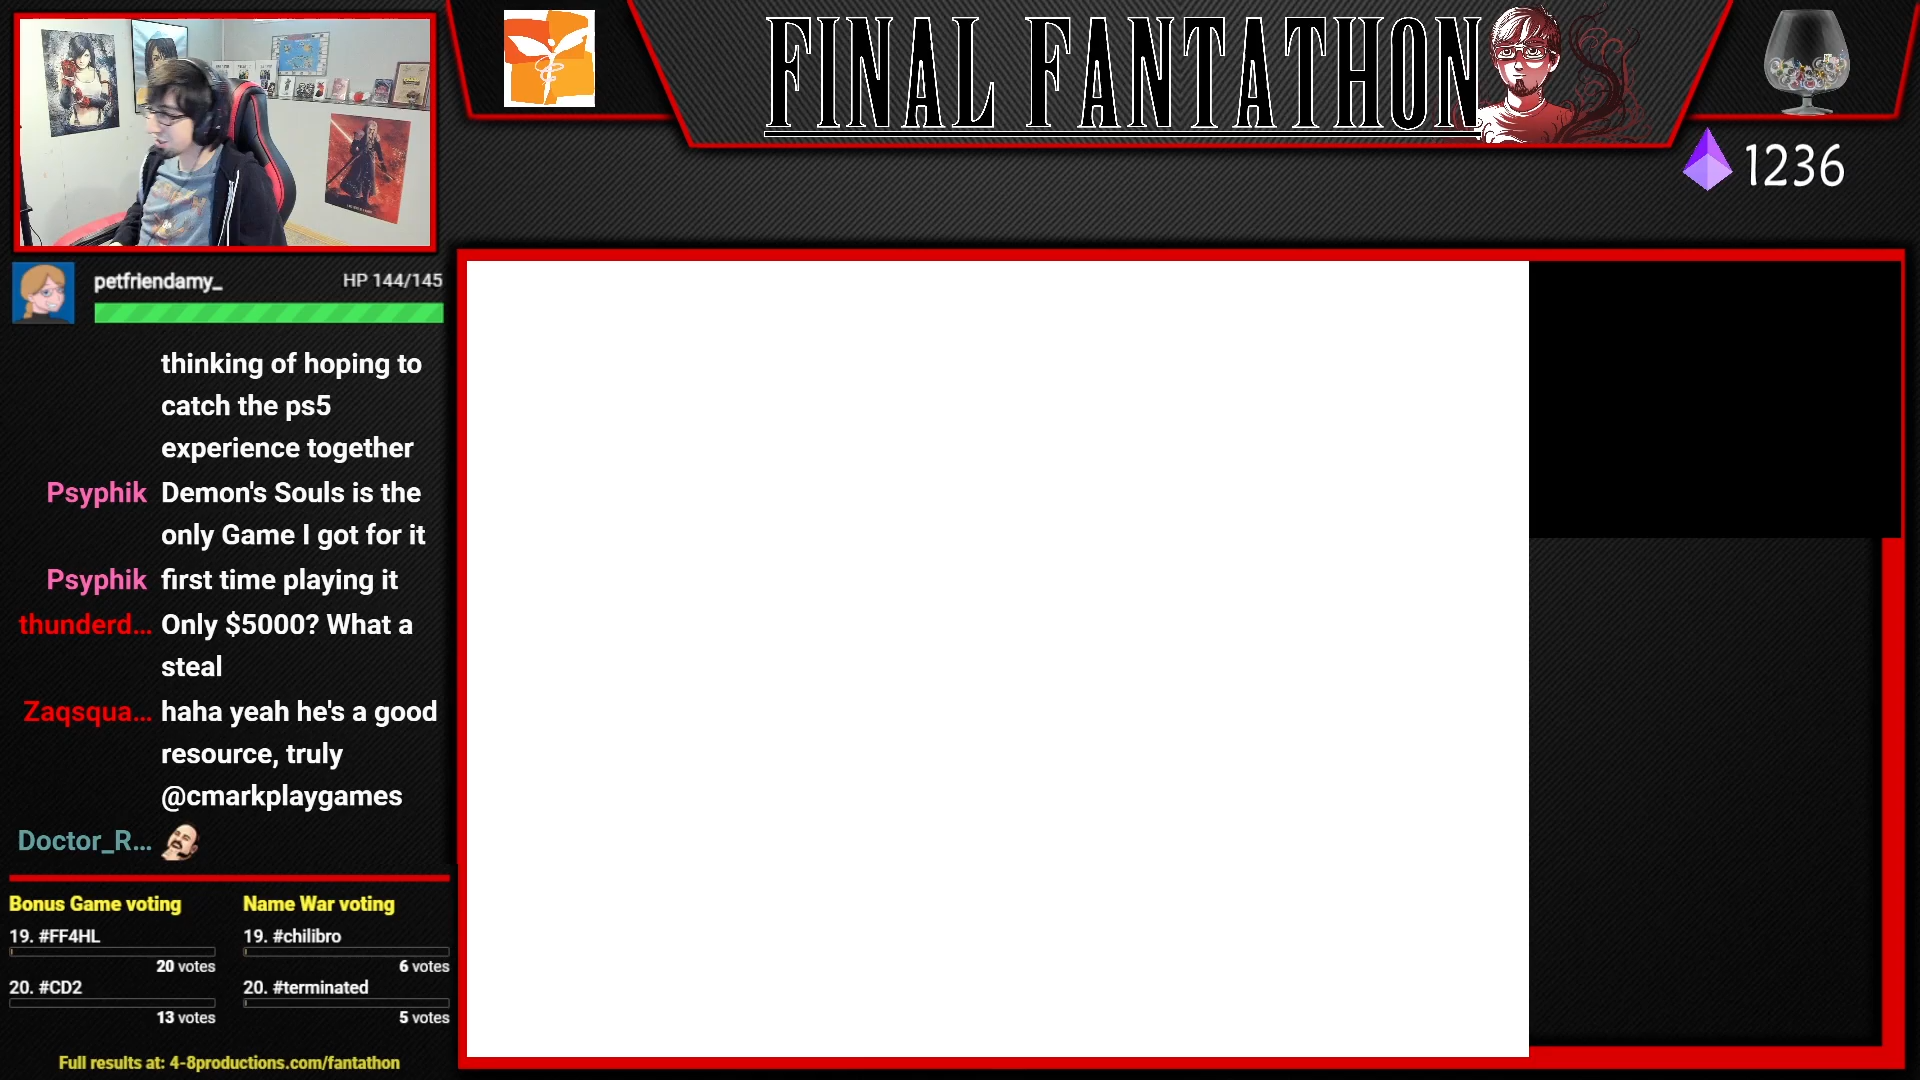 FINAL FANTATHON
1236
petfriendamy_
HP 144/145
thinking of hoping to
catch the ps5
experience together
Psyphik Demon's Souls is the
only Game I got for it
Psyphik first time playing it
thunderd... Only $5000? What a
steal
Zaqsqua... haha yeah he's a good
resource, truly
@cmarkplaygames
Doctor_R...
Bonus Game voting
19. #FF4HL
20 votes
20. #CD2
13 votes
Name War voting
19. #chilibro
6 votes
20. #terminated
5 votes
Full results at: 4-8productions.com/fantathon